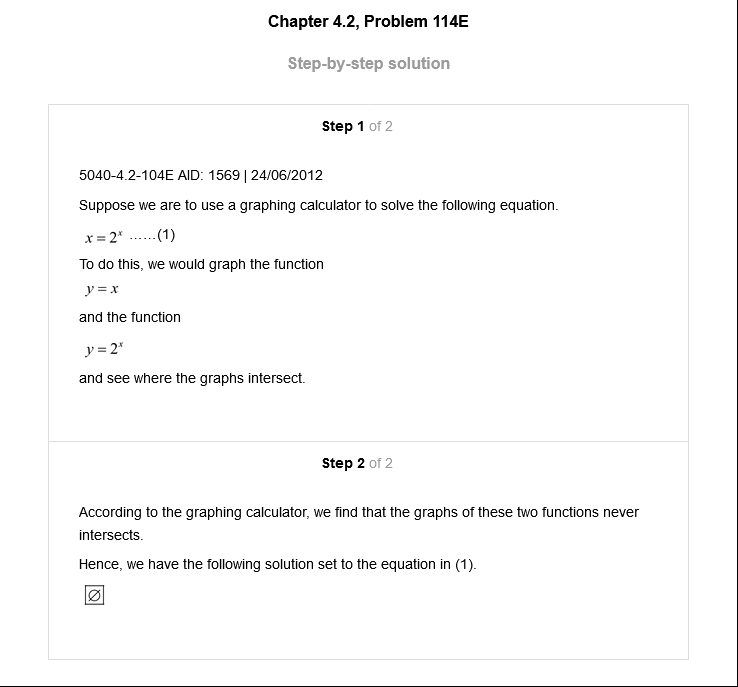 Chapter 4.2, Problem 114E
Step-by-step solution
Step 1 of 2
5040-4.2-104E AID: 1569 | 24/06/2012
Suppose we are to use a graphing calculator to solve the following equation.
x = 2ˣ ......(1)
To do this, we would graph the function
y = x
and the function
y = 2ˣ
and see where the graphs intersect.
Step 2 of 2
According to the graphing calculator, we find that the graphs of these two functions never
intersects.
Hence, we have the following solution set to the equation in (1).
∅